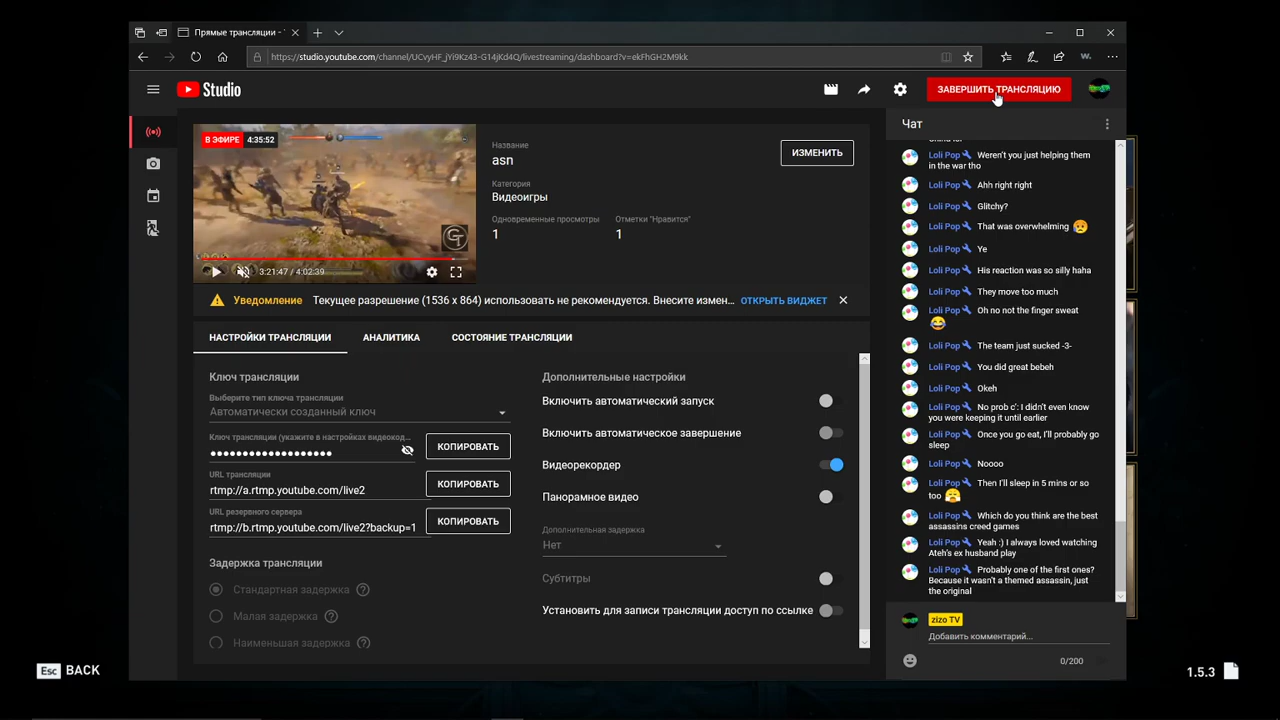 Прямые трансляции -
https://studio.youtube.com/channel/UCvyHF_jYi9Kz43-G14jKd4Q/livestreaming/dashboard?v=ekFhGH2M9kk
Studio
ЗАВЕРШИТЬ ТРАНСЛЯЦИЮ
В ЭФИРЕ 4:35:52
3:21:47 / 4:02:39
Название
asn
ИЗМЕНИТЬ
Категория
Видеоигры
Одновременные просмотры Отметки "Нравится"
1 1
Уведомление Текущее разрешение (1536 x 864) использовать не рекомендуется. Внесите измен... ОТКРЫТЬ ВИДЖЕТ
НАСТРОЙКИ ТРАНСЛЯЦИИ АНАЛИТИКА СОСТОЯНИЕ ТРАНСЛЯЦИИ
Ключ трансляции
Выберите тип ключа трансляции
Автоматически созданный ключ
Ключ трансляции (укажите в настройках видеокод...
••••••••••••••••••• КОПИРОВАТЬ
URL трансляции
rtmp://a.rtmp.youtube.com/live2 КОПИРОВАТЬ
URL резервного сервера
rtmp://b.rtmp.youtube.com/live2?backup=1 КОПИРОВАТЬ
Задержка трансляции
Стандартная задержка
Малая задержка
Наименьшая задержка
Дополнительные настройки
Включить автоматический запуск
Включить автоматическое завершение
Видеорекордер
Панорамное видео
Дополнительная задержка
Нет
Субтитры
Установить для записи трансляции доступ по ссылке
Чат
Loli Pop Weren't you just helping them
in the war tho
Loli Pop Ahh right right
Loli Pop Glitchy?
Loli Pop That was overwhelming 😥
Loli Pop Ye
Loli Pop His reaction was so silly haha
Loli Pop They move too much
Loli Pop Oh no not the finger sweat
😂
Loli Pop The team just sucked -3-
Loli Pop You did great bebeh
Loli Pop Okeh
Loli Pop No prob c': I didn't even know
you were keeping it until earlier
Loli Pop Once you go eat, I'll probably go
sleep
Loli Pop Noooo
Loli Pop Then I'll sleep in 5 mins or so
too 😤
Loli Pop Which do you think are the best
assassins creed games
Loli Pop Yeah :) I always loved watching
Ateh's ex husband play
Loli Pop Probably one of the first ones?
Because it wasn't a themed assassin, just
the original
zizo TV
Добавить комментарий...
0/200
Esc BACK
1.5.3